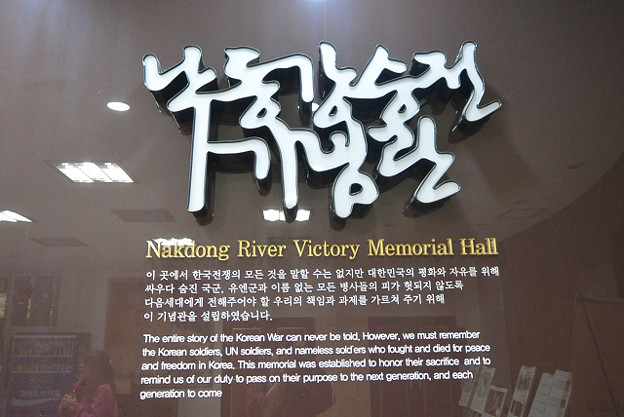 낙동강승전관
Nakdong River Victory Memorial Hall
이 곳에서 한국전쟁의 모든 것을 말할 수는 없지만 대한민국의 평화와 자유를 위해
싸우다 숨진 국군, 유엔군과 이름 없는 모든 병사들의 피가 헛되지 않도록
다음세대에게 전해주어야 할 우리의 책임과 과제를 가르쳐 주기 위해
이 기념관을 설립하였습니다.
The entire story of the Korean War can never be told. However, we must remember
the Korean soldiers, UN soldiers, and nameless soldiers who fought and died for peace
and freedom in Korea. This memorial was established to honor their sacrifice and to
remind us of our duty to pass on their purpose to the next generation, and each
generation to come